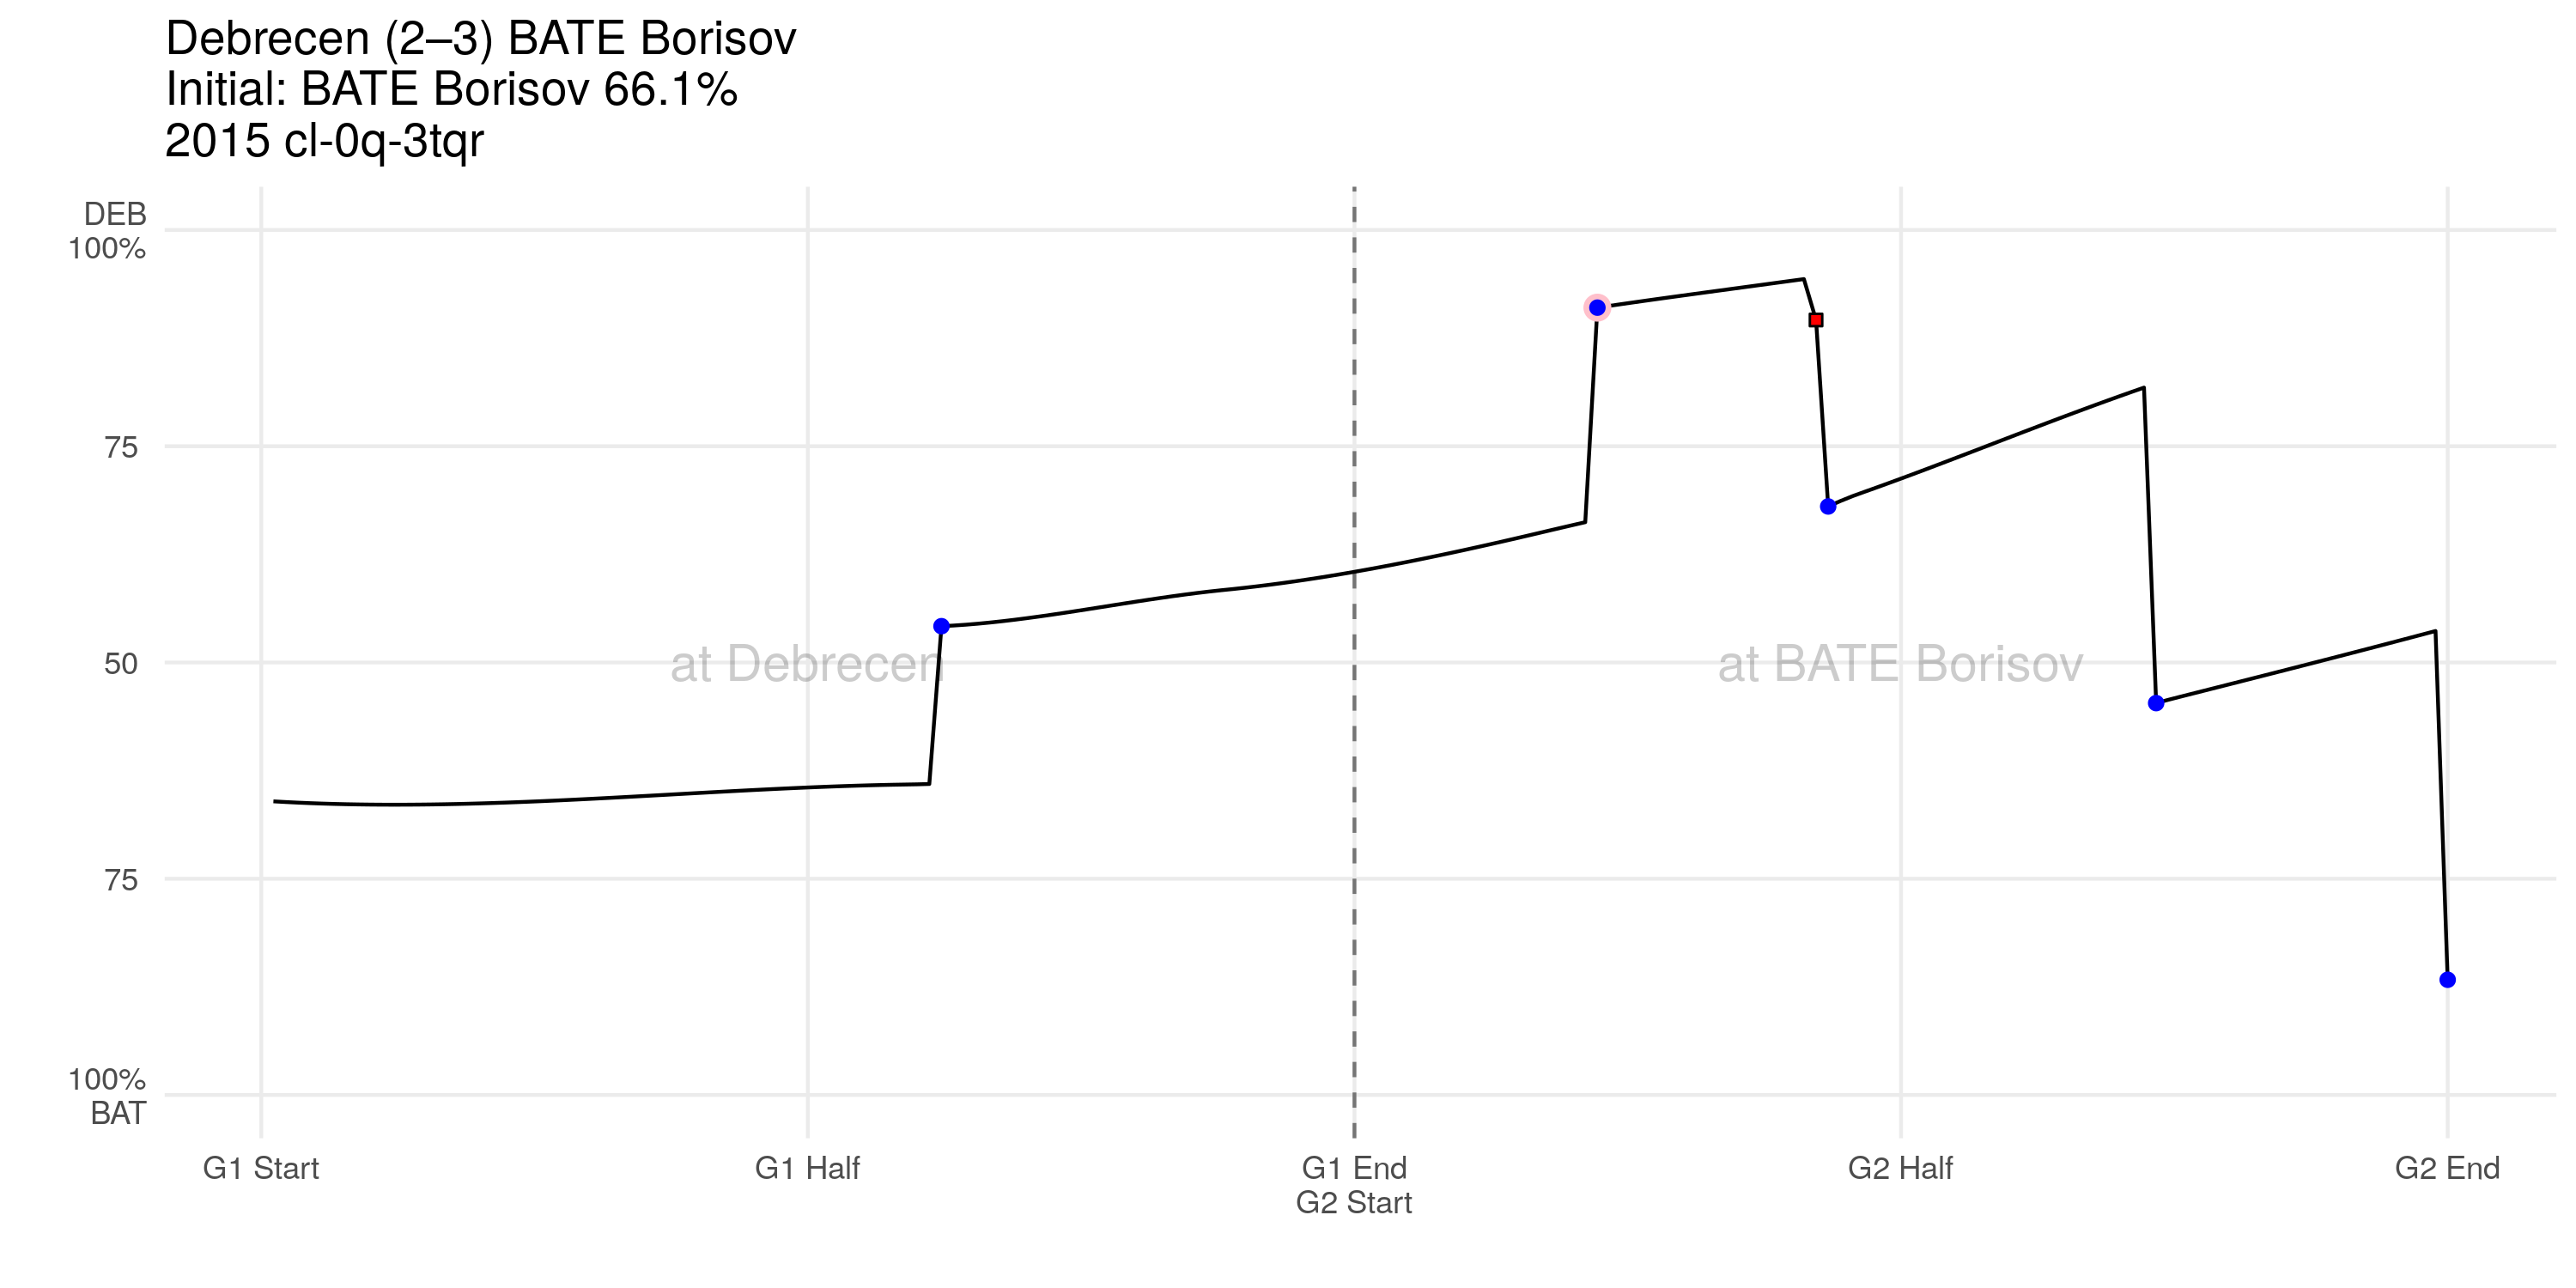 Debrecen (2–3) BATE Borisov
Initial: BATE Borisov 66.1%
2015 cl-0q-3tqr
DEB
100%
75
50
75
100%
BAT
at Debrecen
at BATE Borisov
G1 Start
G1 Half
G1 End
G2 Start
G2 Half
G2 End